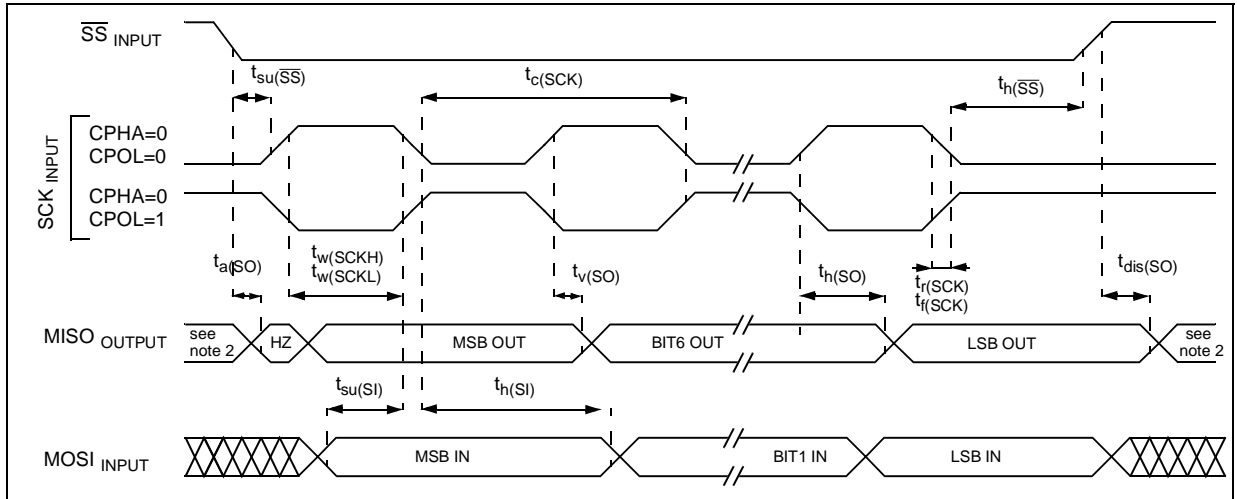 SS INPUT
tsu(SS)
tc(SCK)
th(SS)
SCK INPUT
CPHA=0
CPOL=0
CPHA=0
CPOL=1
ta(SO)
tw(SCKH)
tw(SCKL)
tv(SO)
th(SO)
tr(SCK)
tf(SCK)
tdis(SO)
MISO OUTPUT
see
note 2
HZ
MSB OUT
BIT6 OUT
LSB OUT
see
note 2
tsu(SI)
th(SI)
MOSI INPUT
MSB IN
BIT1 IN
LSB IN